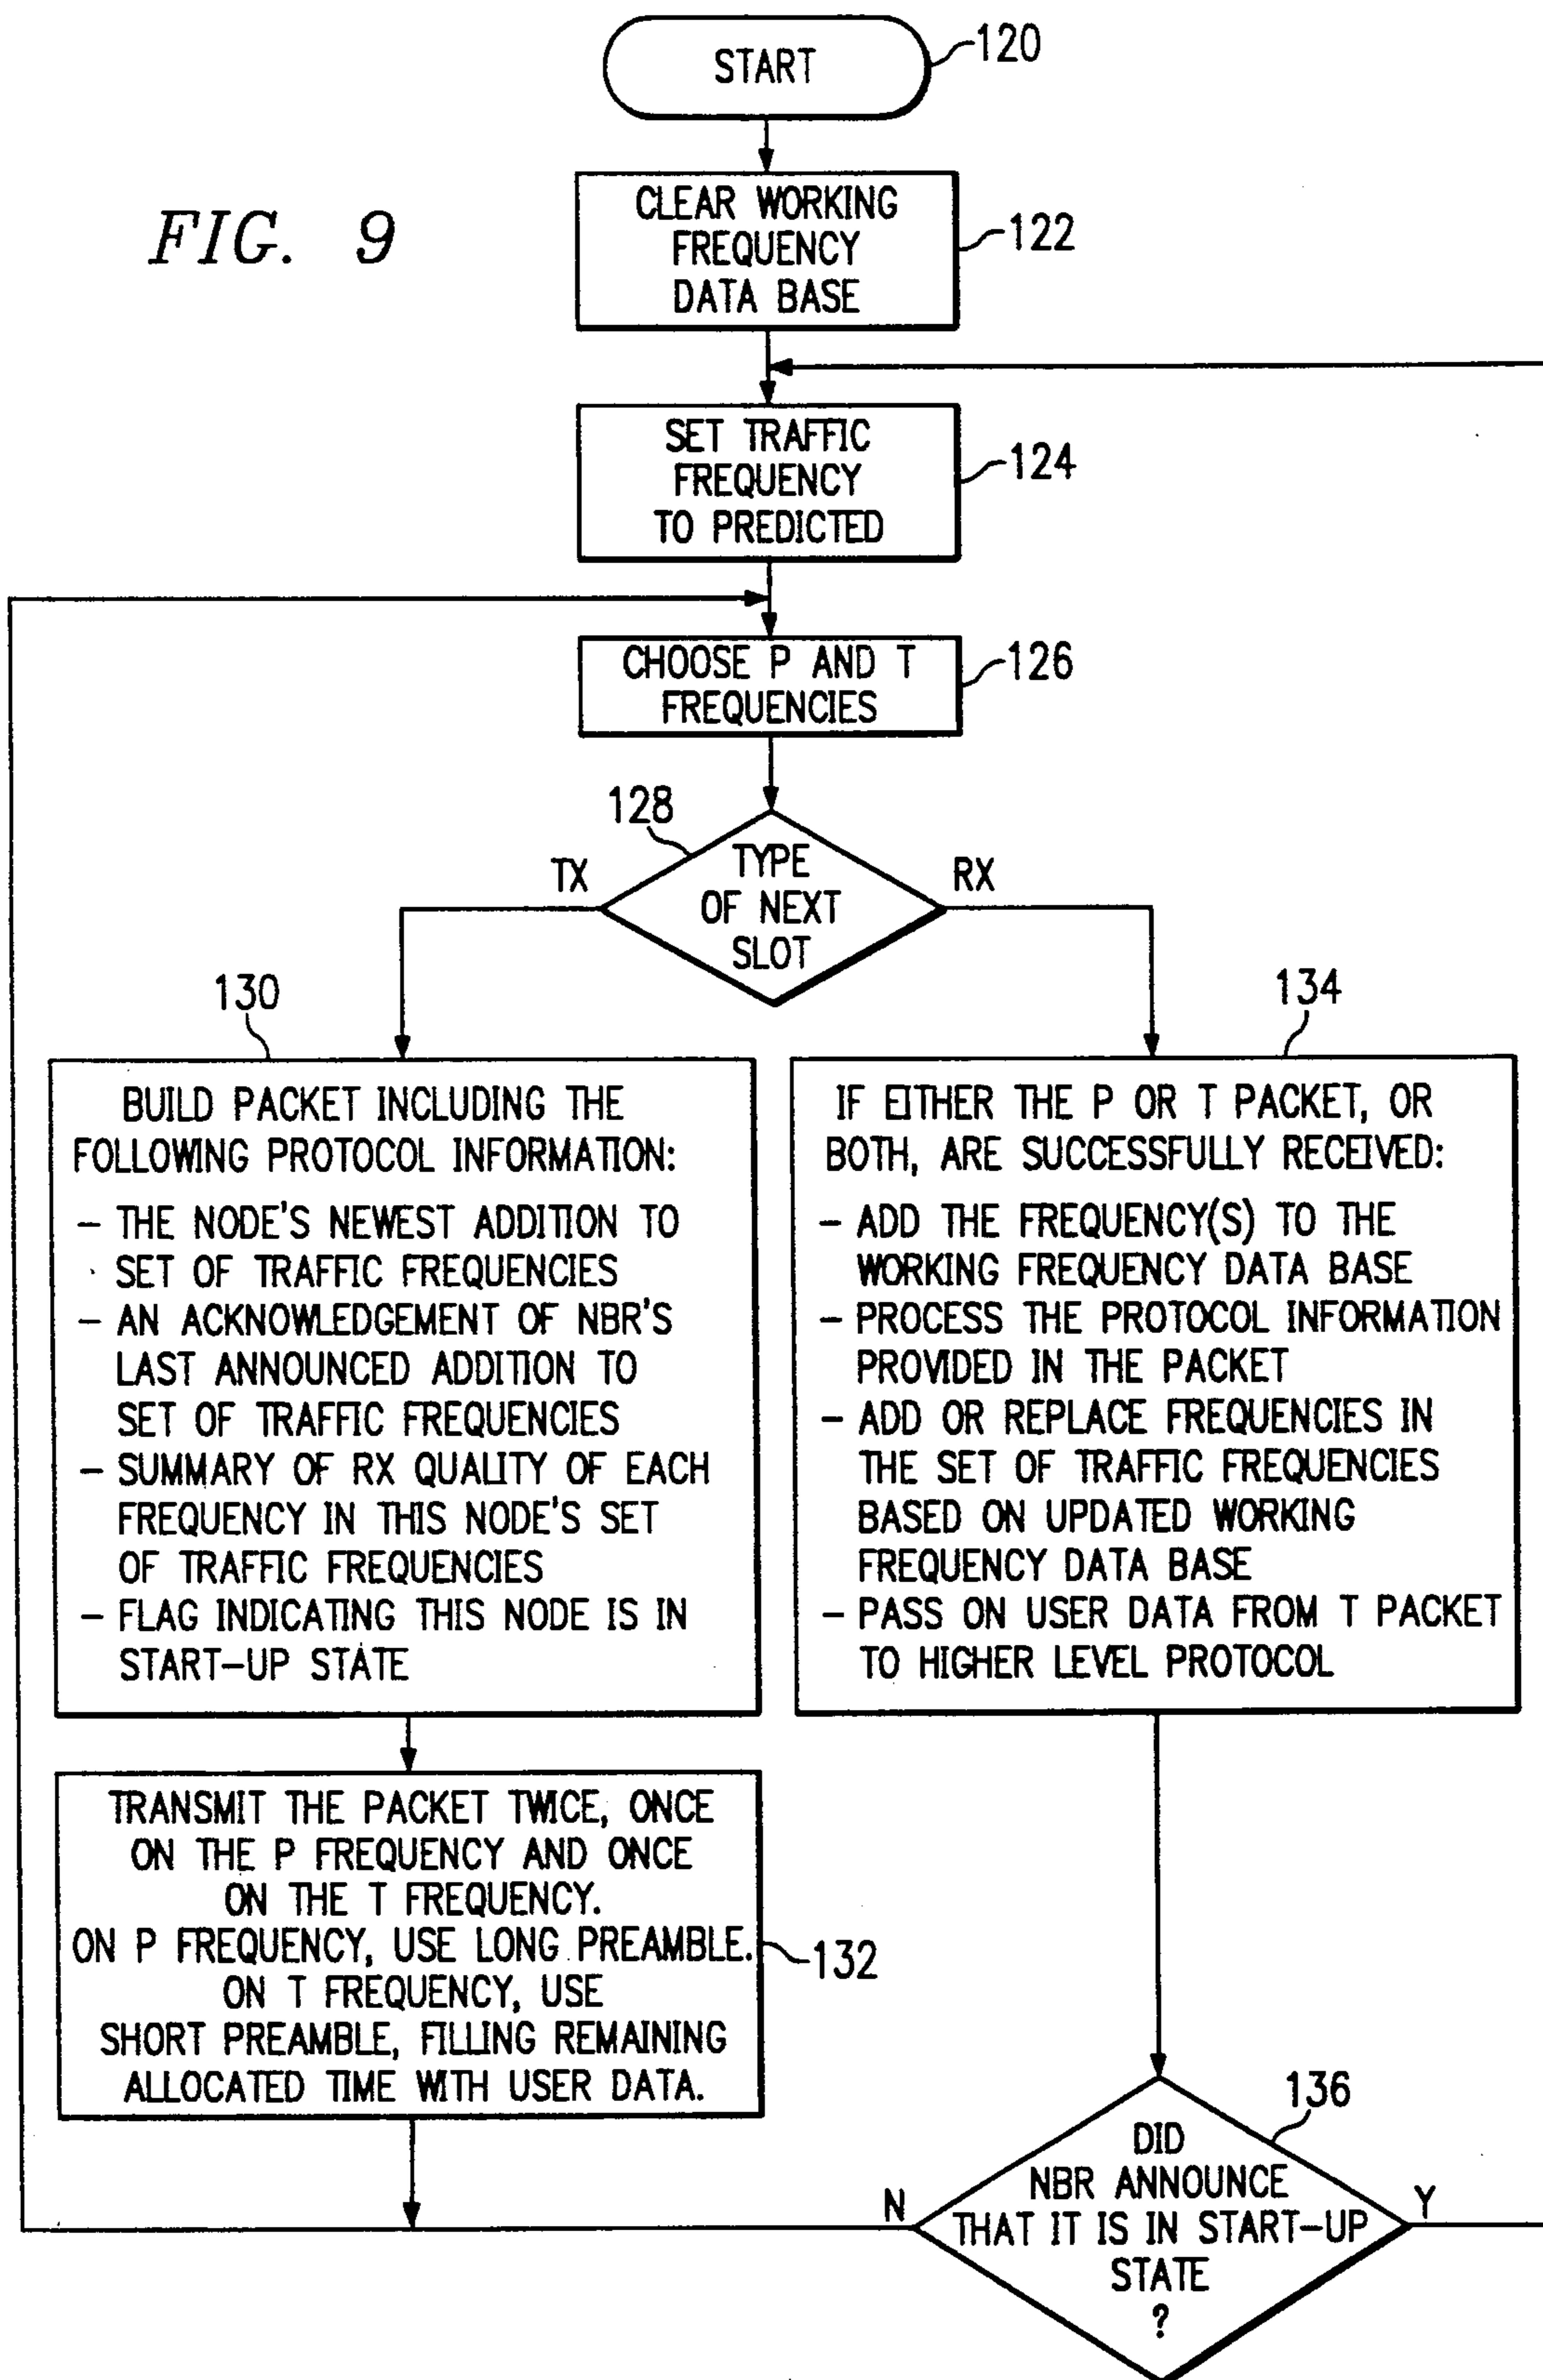 START
120
FIG. 9
CLEAR WORKING
FREQUENCY
DATA BASE
122
SET TRAFFIC
FREQUENCY
TO PREDICTED
124
CHOOSE P AND T
FREQUENCIES
126
128
TX
TYPE
OF NEXT
SLOT
RX
130
BUILD PACKET INCLUDING THE
FOLLOWING PROTOCOL INFORMATION:
– THE NODE'S NEWEST ADDITION TO
SET OF TRAFFIC FREQUENCIES
– AN ACKNOWLEDGEMENT OF NBR'S
LAST ANNOUNCED ADDITION TO
SET OF TRAFFIC FREQUENCIES
– SUMMARY OF RX QUALITY OF EACH
FREQUENCY IN THIS NODE'S SET
OF TRAFFIC FREQUENCIES
– FLAG INDICATING THIS NODE IS IN
START–UP STATE
134
IF EITHER THE P OR T PACKET, OR
BOTH, ARE SUCCESSFULLY RECEIVED:
– ADD THE FREQUENCY(S) TO THE
WORKING FREQUENCY DATA BASE
– PROCESS THE PROTOCOL INFORMATION
PROVIDED IN THE PACKET
– ADD OR REPLACE FREQUENCIES IN
THE SET OF TRAFFIC FREQUENCIES
BASED ON UPDATED WORKING
FREQUENCY DATA BASE
– PASS ON USER DATA FROM T PACKET
TO HIGHER LEVEL PROTOCOL
TRANSMIT THE PACKET TWICE, ONCE
ON THE P FREQUENCY AND ONCE
ON THE T FREQUENCY.
ON P FREQUENCY, USE LONG PREAMBLE.
ON T FREQUENCY, USE
SHORT PREAMBLE, FILLING REMAINING
ALLOCATED TIME WITH USER DATA.
132
136
N
DID
NBR ANNOUNCE
THAT IT IS IN START–UP
STATE
?
Y